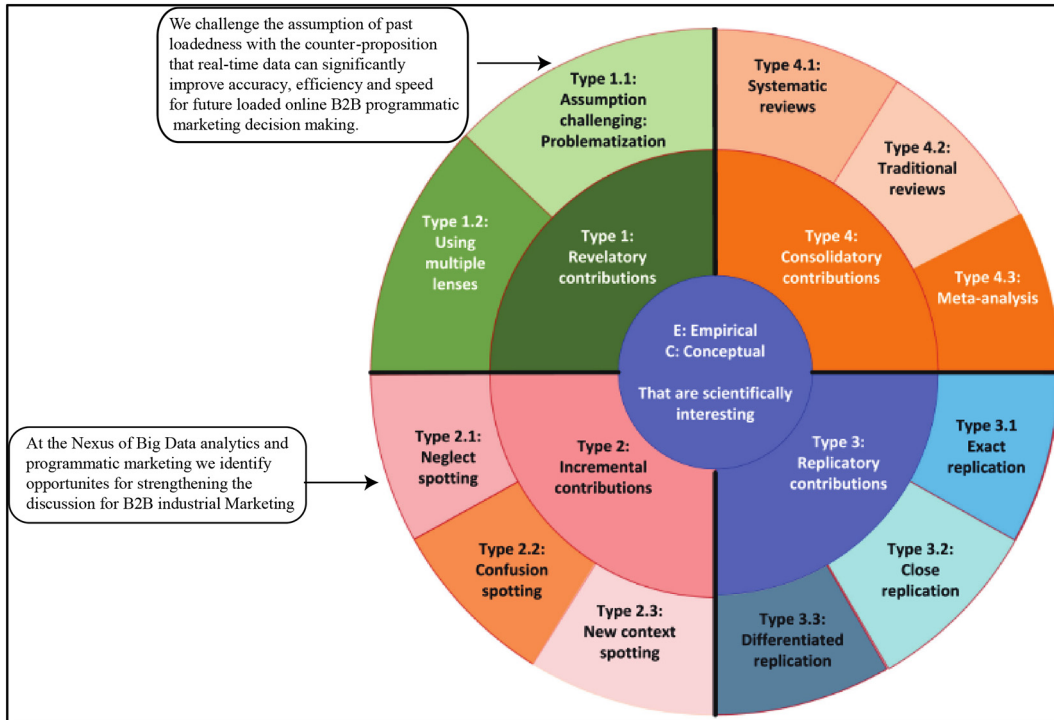 We challenge the assumption of past
loadedness with the counter-proposition
that real-time data can significantly
improve accuracy, efficiency and speed
for future loaded online B2B programmatic
marketing decision making.
Type 1.1:
Assumption
challenging:
Problematization
Type 4.1:
Systematic
reviews
Type 4.2:
Traditional
reviews
Type 1.2:
Using
multiple
lenses
Type 1:
Revelatory
contributions
Type 4:
Consolidatory
contributions
Type 4.3:
Meta-analysis
E: Empirical
C: Conceptual
That are scientifically
interesting
At the Nexus of Big Data analytics and
programmatic marketing we identify
opportunites for strengthening the
discussion for B2B industrial Marketing
Type 2.1:
Neglect
spotting
Type 2:
Incremental
contributions
Type 3:
Replicatory
contributions
Type 3.1
Exact
replication
Type 2.2:
Confusion
spotting
Type 3.2:
Close
replication
Type 2.3:
New context
spotting
Type 3.3:
Differentiated
replication